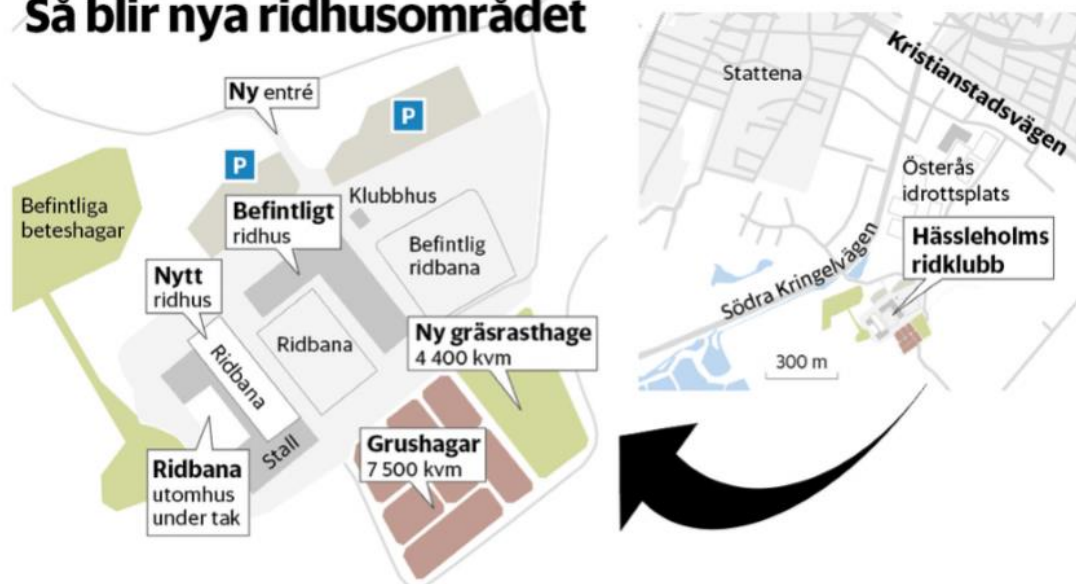 Så blir nya ridhusområdet
Ny entré
P
P
Befintliga
beteshagar
Befintligt
ridhus
Klubbhus
Befintlig
ridbana
Nytt
ridhus
Ridbana
Ridbana
Ny gräsrasthage
4 400 kvm
Grushagar
7 500 kvm
Stall
Ridbana
utomhus
under tak
Stattena
Kristianstadsvägen
Österås
idrottsplats
Hässleholms
ridklubb
Södra Kringelvägen
300 m